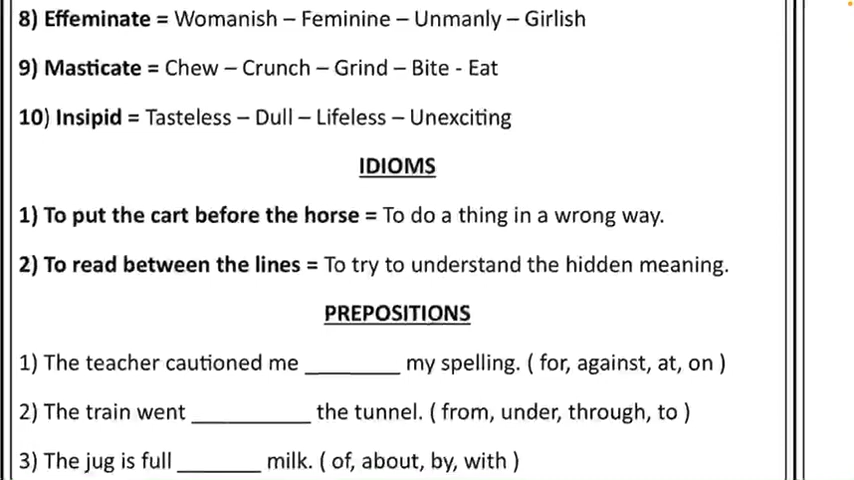 8) Effeminate = Womanish – Feminine – Unmanly – Girlish
9) Masticate = Chew – Crunch – Grind – Bite - Eat
10) Insipid = Tasteless – Dull – Lifeless – Unexciting
IDIOMS
1) To put the cart before the horse = To do a thing in a wrong way.
2) To read between the lines = To try to understand the hidden meaning.
PREPOSITIONS
1) The teacher cautioned me ________ my spelling. ( for, against, at, on )
2) The train went __________ the tunnel. ( from, under, through, to )
3) The jug is full _______ milk. ( of, about, by, with )